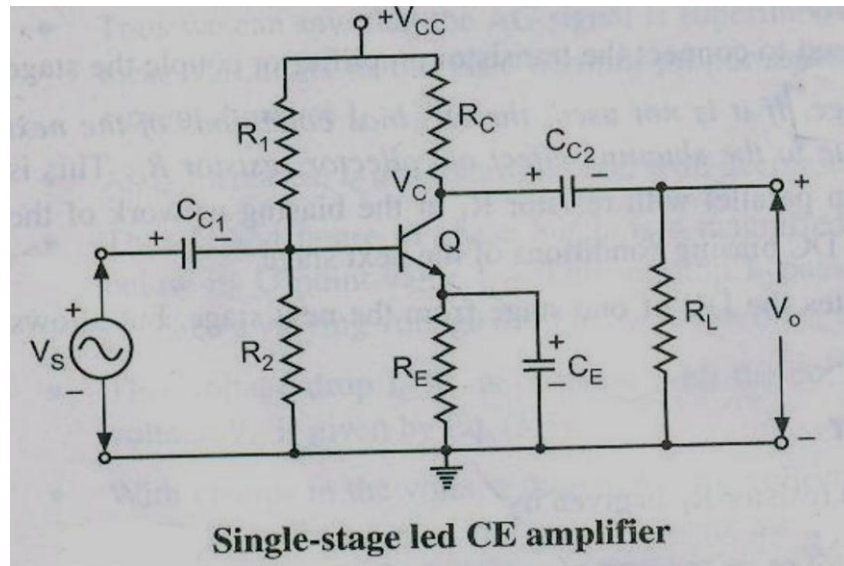 +VCC
R1
RC
CC2
+
+
VC
CC1
+
−
Q
+
VS
−
R2
RE
+
CE
RL
Vo
−
Single-stage led CE amplifier